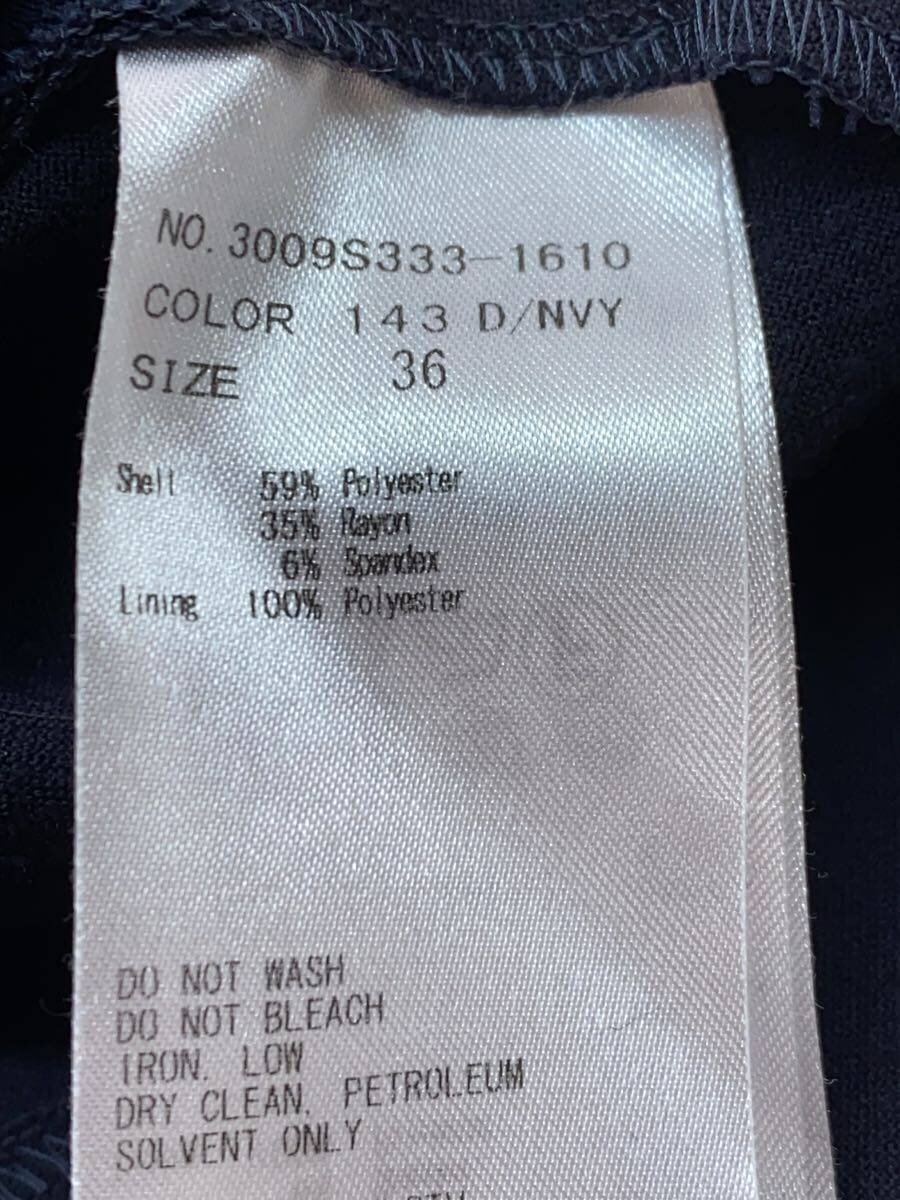 NO. 3009S333-1610
COLOR 143 D/NVY
SIZE 36
Shell 59% Polyester
35% Rayon
6% Spandex
Lining 100% Polyester
DO NOT WASH
DO NOT BLEACH
IRON. LOW
DRY CLEAN. PETROLEUM
SOLVENT ONLY